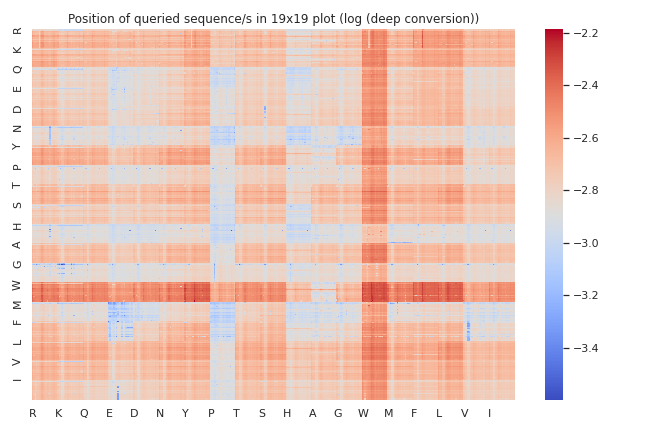 Position of queried sequence/s in 19x19 plot (log (deep conversion))
R
K
Q
E
D
N
Y
P
T
S
H
A
G
W
M
F
L
V
I
−2.2
−2.4
−2.6
−2.8
−3.0
−3.2
−3.4
R K Q E D N Y P T S H A G W M F L V I